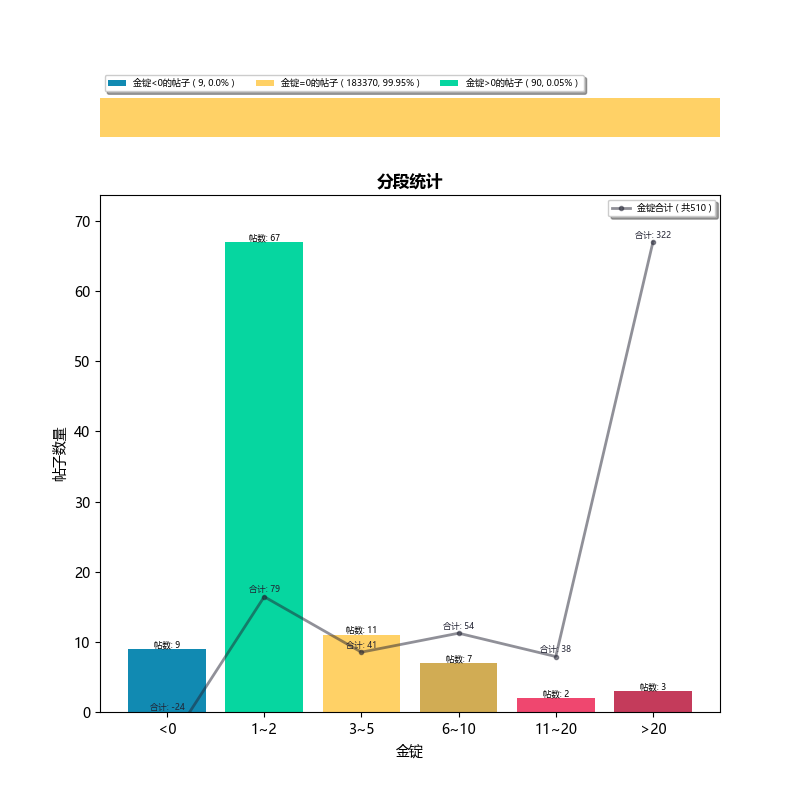 金锭<0的帖子 ( 9, 0.0% ) 金锭=0的帖子 ( 183370, 99.95% ) 金锭>0的帖子 ( 90, 0.05% )
分段统计
金锭合计 ( 共510 )
70
60
50
40
30
20
10
0
帖子数量
帖数: 9
帖数: 67
帖数: 11
帖数: 7
帖数: 2
帖数: 3
合计: -24
合计: 79
合计: 41
合计: 54
合计: 38
合计: 322
<0 1~2 3~5 6~10 11~20 >20
金锭